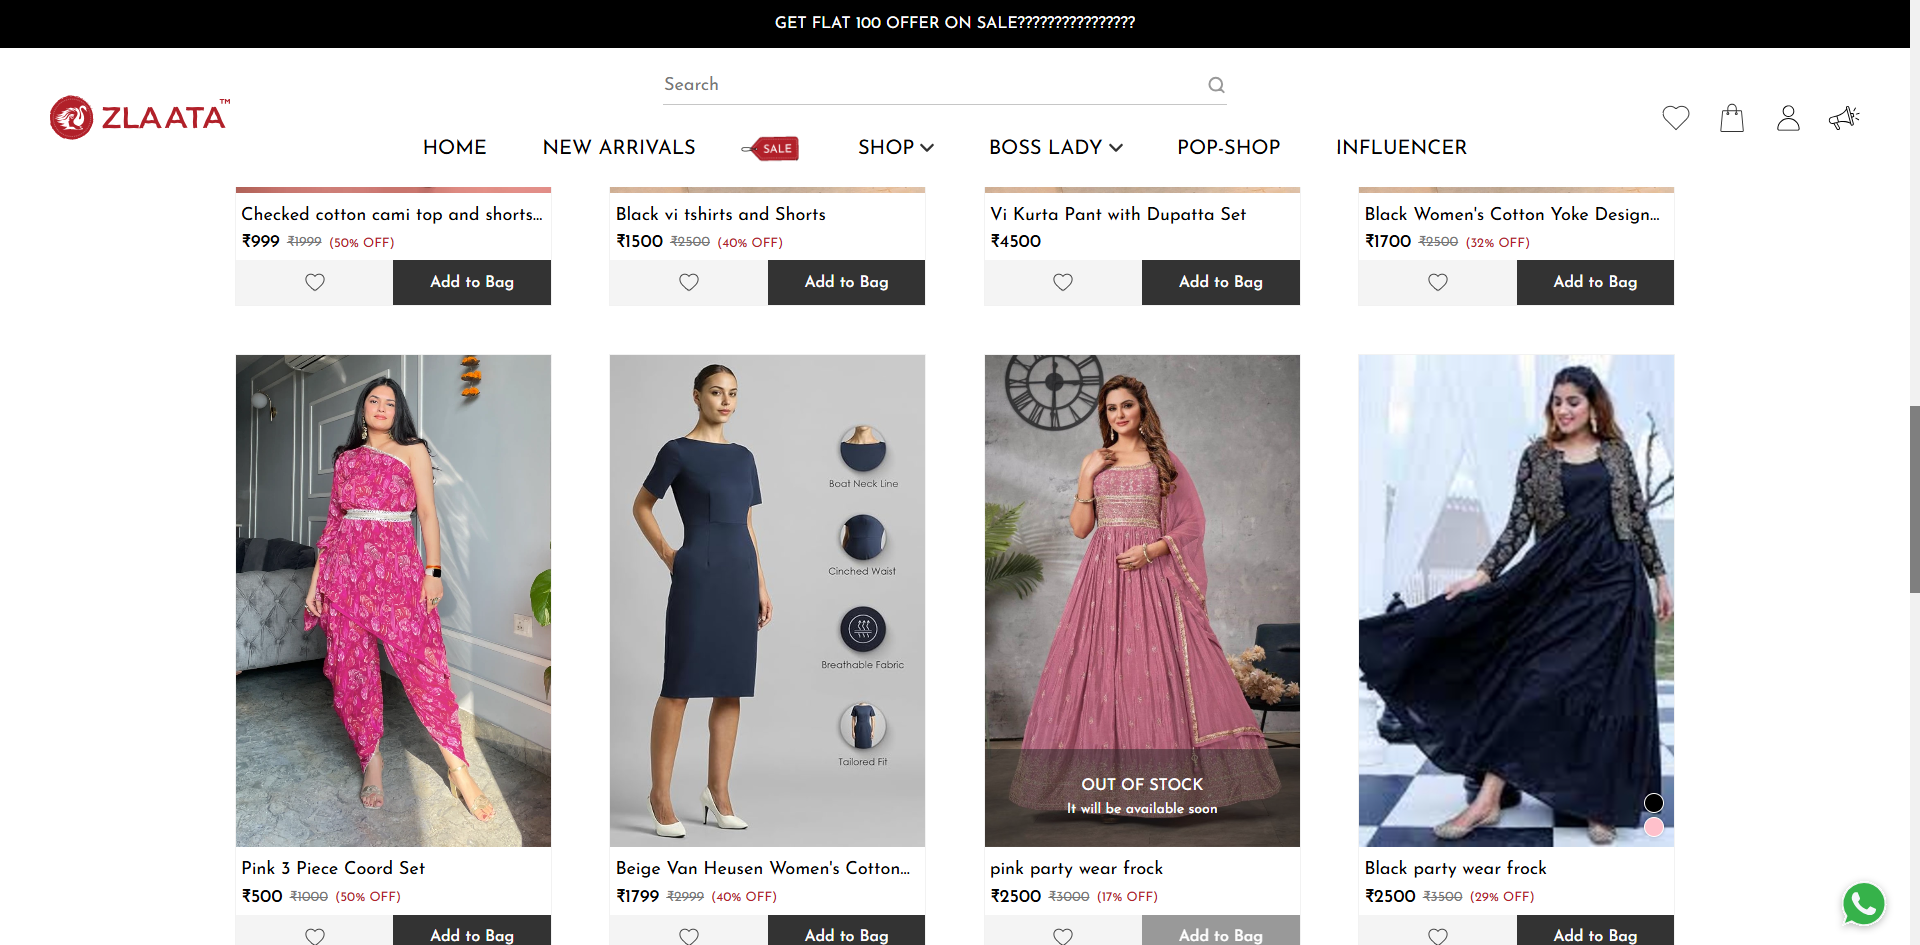 GET FLAT 100 OFFER ON SALE????????????????
Search
ZLAATA™
HOME
NEW ARRIVALS
SALE
SHOP
BOSS LADY
POP-SHOP
INFLUENCER
Checked cotton cami top and shorts...
₹999 ₹1999 (50% OFF)
Add to Bag
Black vi tshirts and Shorts
₹1500 ₹2500 (40% OFF)
Add to Bag
Vi Kurta Pant with Dupatta Set
₹4500
Add to Bag
Black Women's Cotton Yoke Design...
₹1700 ₹2500 (32% OFF)
Add to Bag
Pink 3 Piece Coord Set
₹500 ₹1000 (50% OFF)
Add to Bag
Boat Neck Line
Cinched Waist
Breathable Fabric
Tailored Fit
Beige Van Heusen Women's Cotton...
₹1799 ₹2999 (40% OFF)
Add to Bag
OUT OF STOCK
It will be available soon
pink party wear frock
₹2500 ₹3000 (17% OFF)
Add to Bag
Black party wear frock
₹2500 ₹3500 (29% OFF)
Add to Bag